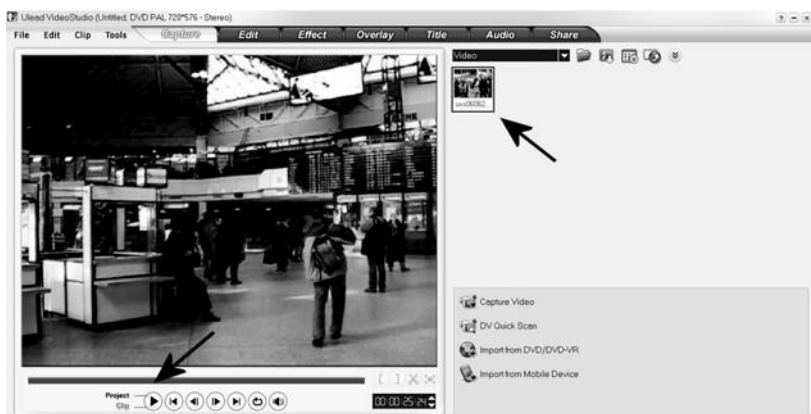 Ulead VideoStudio (Untitled, DVD PAL 720*576 - Stereo)
File Edit Clip Tools Capture Edit Effect Overlay Title Audio Share
Video
uvs06062...
Capture Video
DV Quick Scan
Import from DVD/DVD-VR
Import from Mobile Device
Project
Clip
00:00:25:24